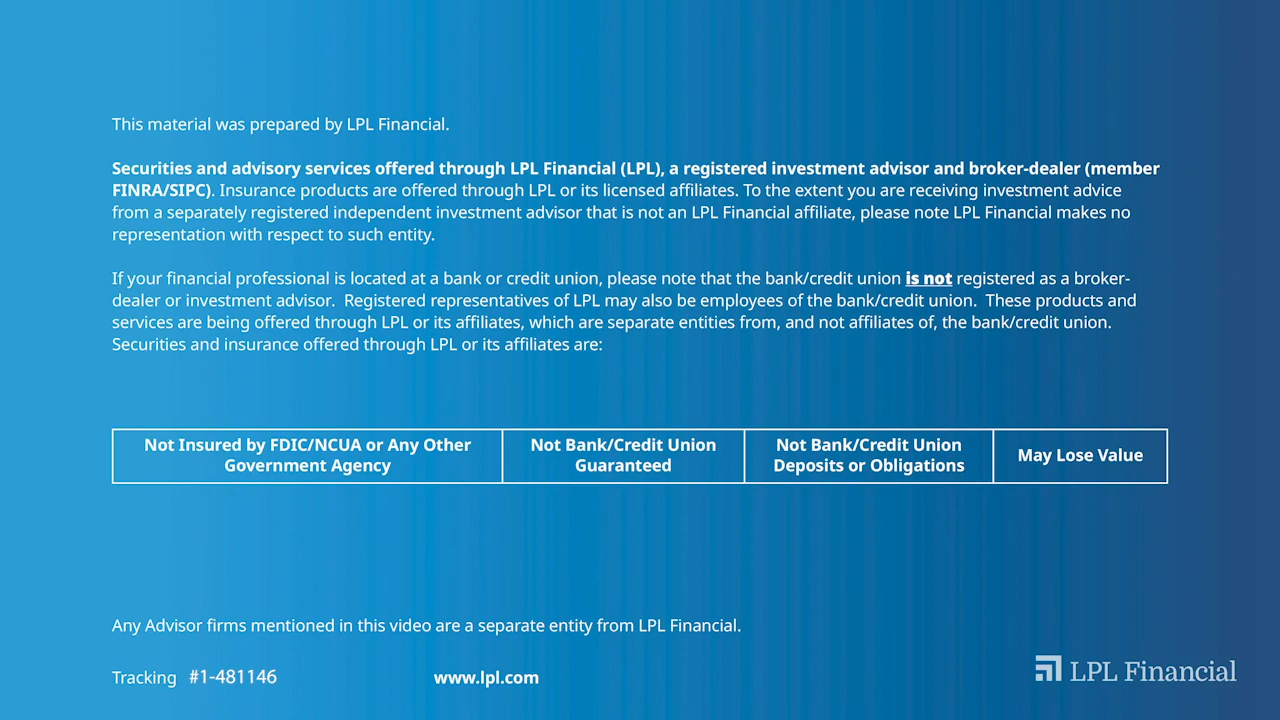 This material was prepared by LPL Financial.
Securities and advisory services offered through LPL Financial (LPL), a registered investment advisor and broker-dealer (member
FINRA/SIPC). Insurance products are offered through LPL or its licensed affiliates. To the extent you are receiving investment advice
from a separately registered independent investment advisor that is not an LPL Financial affiliate, please note LPL Financial makes no
representation with respect to such entity.
If your financial professional is located at a bank or credit union, please note that the bank/credit union is not registered as a broker-
dealer or investment advisor.  Registered representatives of LPL may also be employees of the bank/credit union.  These products and
services are being offered through LPL or its affiliates, which are separate entities from, and not affiliates of, the bank/credit union.
Securities and insurance offered through LPL or its affiliates are:
Not Insured by FDIC/NCUA or Any Other
Government Agency
Not Bank/Credit Union
Guaranteed
Not Bank/Credit Union
Deposits or Obligations
May Lose Value
Any Advisor firms mentioned in this video are a separate entity from LPL Financial.
Tracking #1-481146
www.lpl.com
LPL Financial